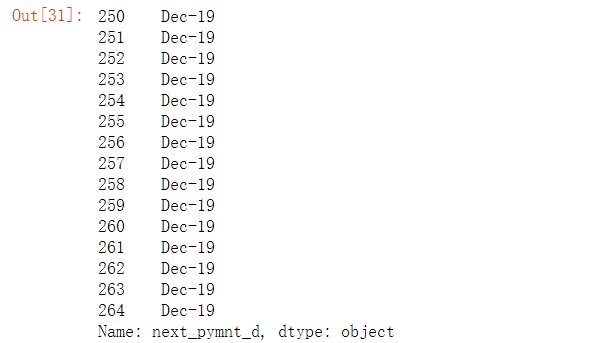 Out[31]: 250 Dec-19
251 Dec-19
252 Dec-19
253 Dec-19
254 Dec-19
255 Dec-19
256 Dec-19
257 Dec-19
258 Dec-19
259 Dec-19
260 Dec-19
261 Dec-19
262 Dec-19
263 Dec-19
264 Dec-19
Name: next_pymnt_d, dtype: object